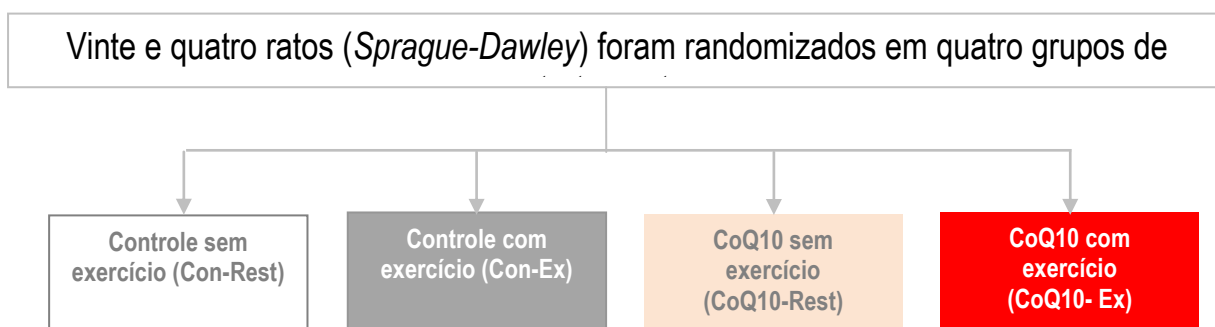 Vinte e quatro ratos (Sprague-Dawley) foram randomizados em quatro grupos de
Controle sem
exercício (Con-Rest)
Controle com
exercício (Con-Ex)
CoQ10 sem
exercício
(CoQ10-Rest)
CoQ10 com
exercício
(CoQ10- Ex)